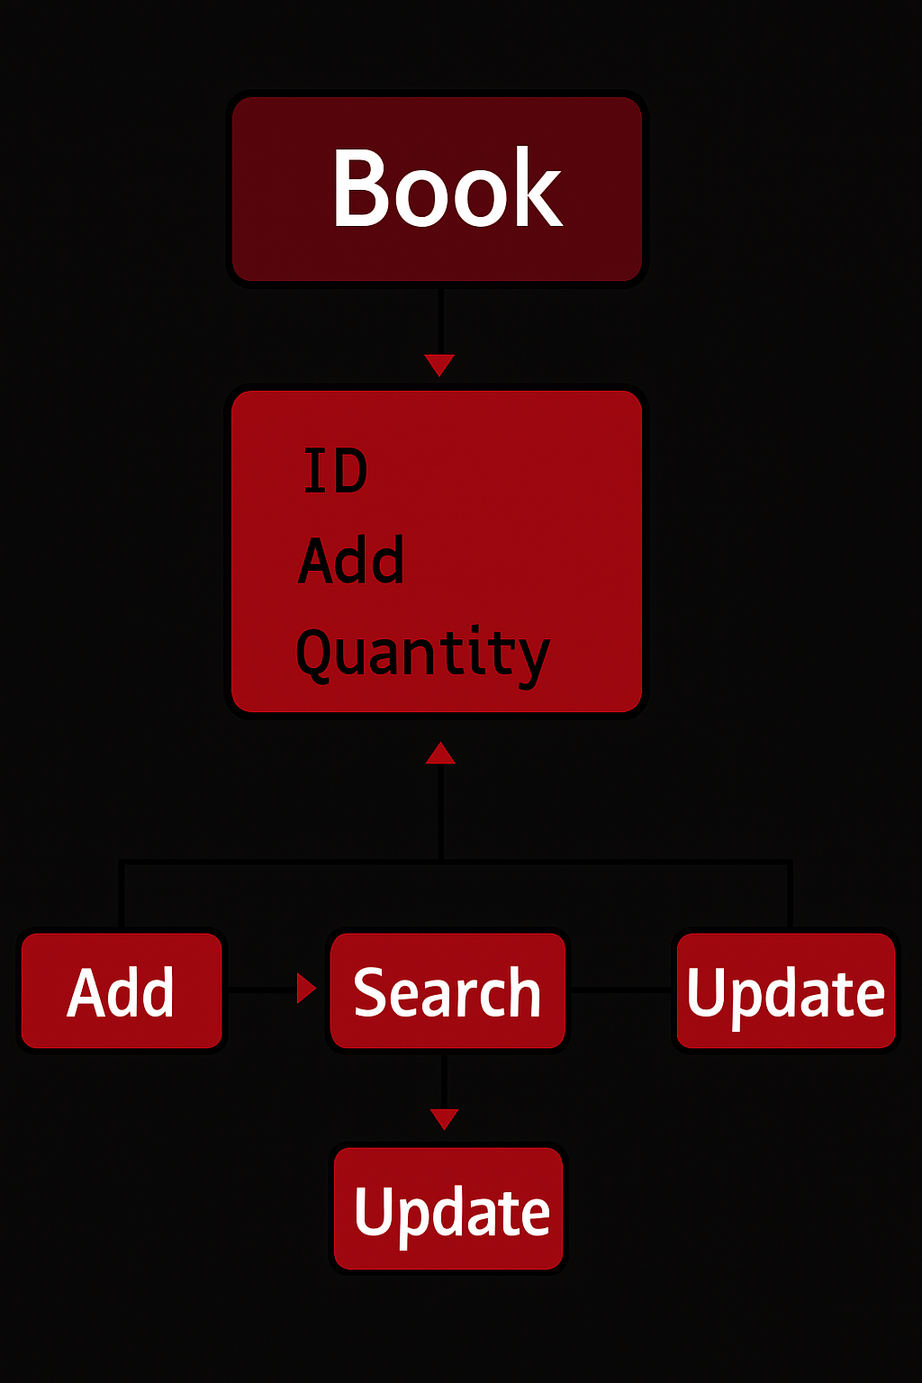 Book
ID
Add
Quantity
Add
Search
Update
Update